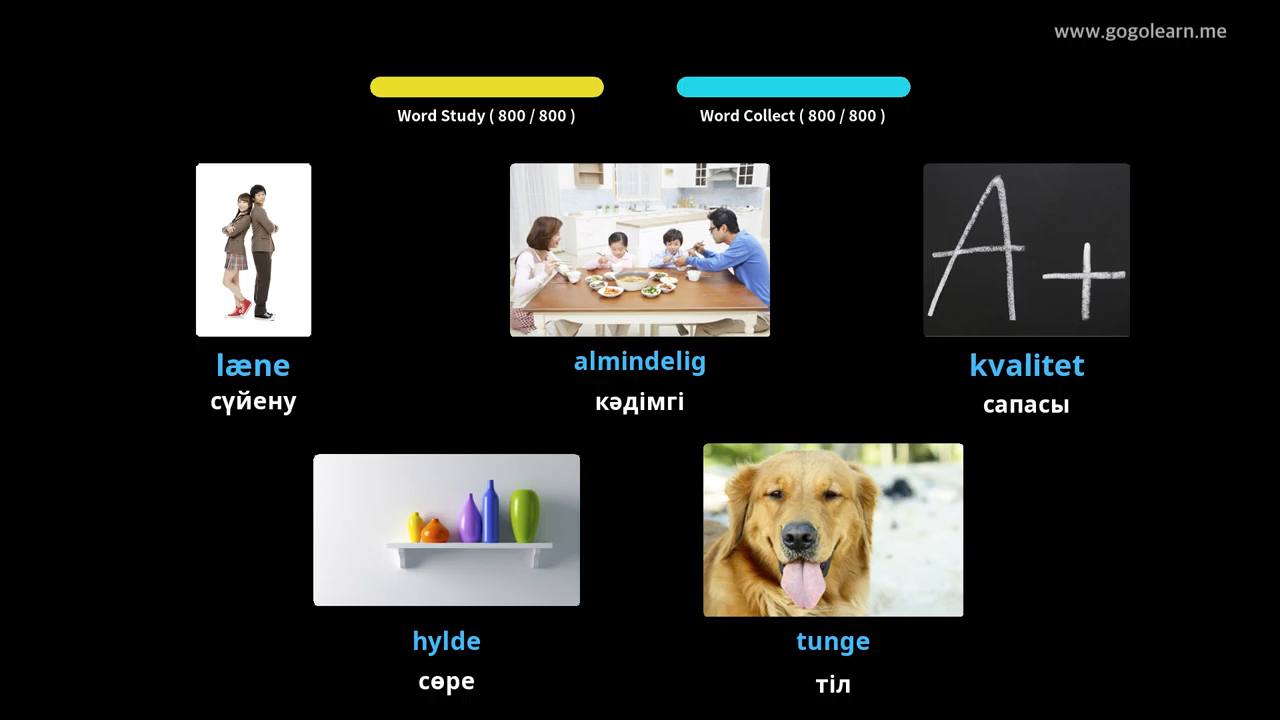 www.gogolearn.me
Word Study ( 800 / 800 )
Word Collect ( 800 / 800 )
A+
læne
сүйену
almindelig
кәдімгі
kvalitet
сапасы
hylde
сөре
tunge
тіл